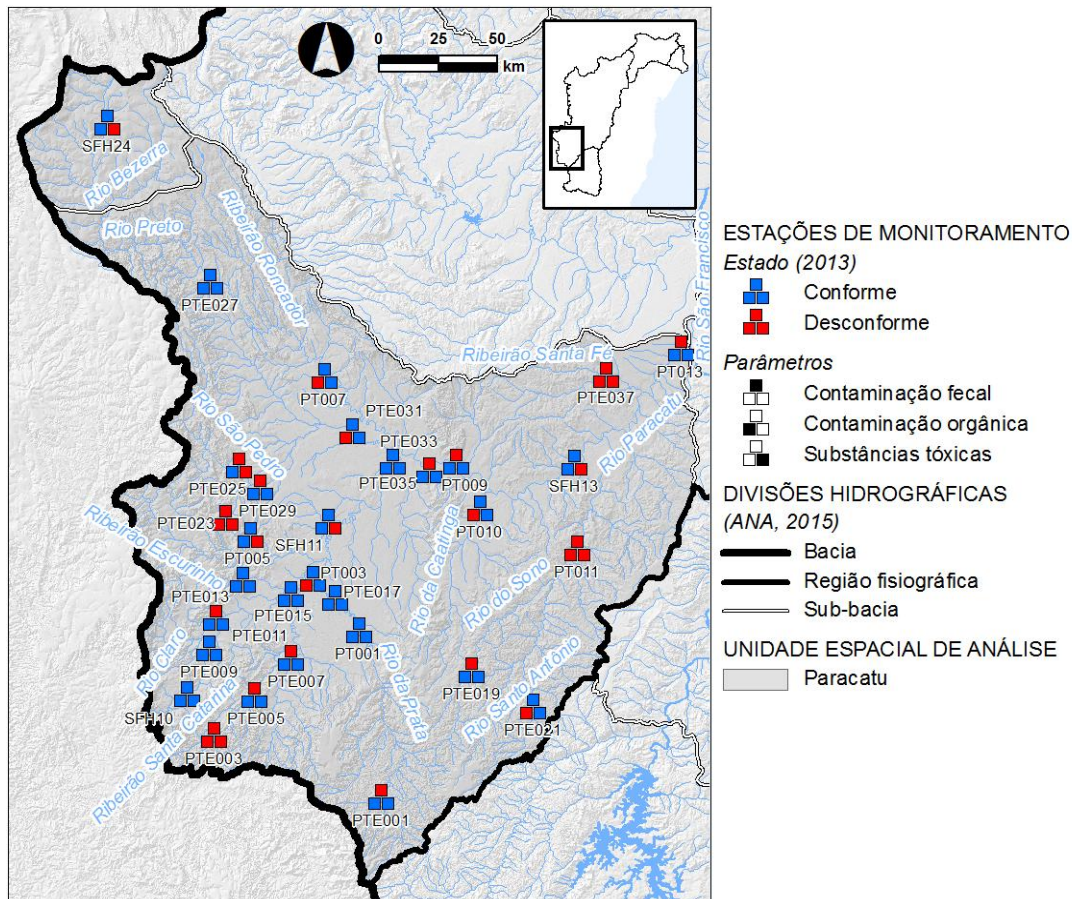 0 25 50
km
SFH24
Rio Bezerra
Rio Preto
Ribeirão Roncador
Rio São Francisco
PTE027
Ribeirão Santa Fé
PT013
PT007
PTE037
PTE031
Rio São Pedro
PTE033
Rio Paracatu
PTE035
PT009
SFH13
PTE025
PTE029
PTE023
PT010
SFH11
Ribeirão Escurinho
PT005
Rio da Caatinga
PT011
PT003
Rio do Sono
PTE013
PTE015
PTE017
PTE011
Rio Claro
PT001
PTE009
PTE007
Rio da Prata
PTE019
Rio Santo Antônio
SFH10
PTE005
PTE021
Ribeirão Santa Catarina
PTE003
PTE001
ESTAÇÕES DE MONITORAMENTO
Estado (2013)
Conforme
Desconforme
Parâmetros
Contaminação fecal
Contaminação orgânica
Substâncias tóxicas
DIVISÕES HIDROGRÁFICAS
(ANA, 2015)
Bacia
Região fisiográfica
Sub-bacia
UNIDADE ESPACIAL DE ANÁLISE
Paracatu